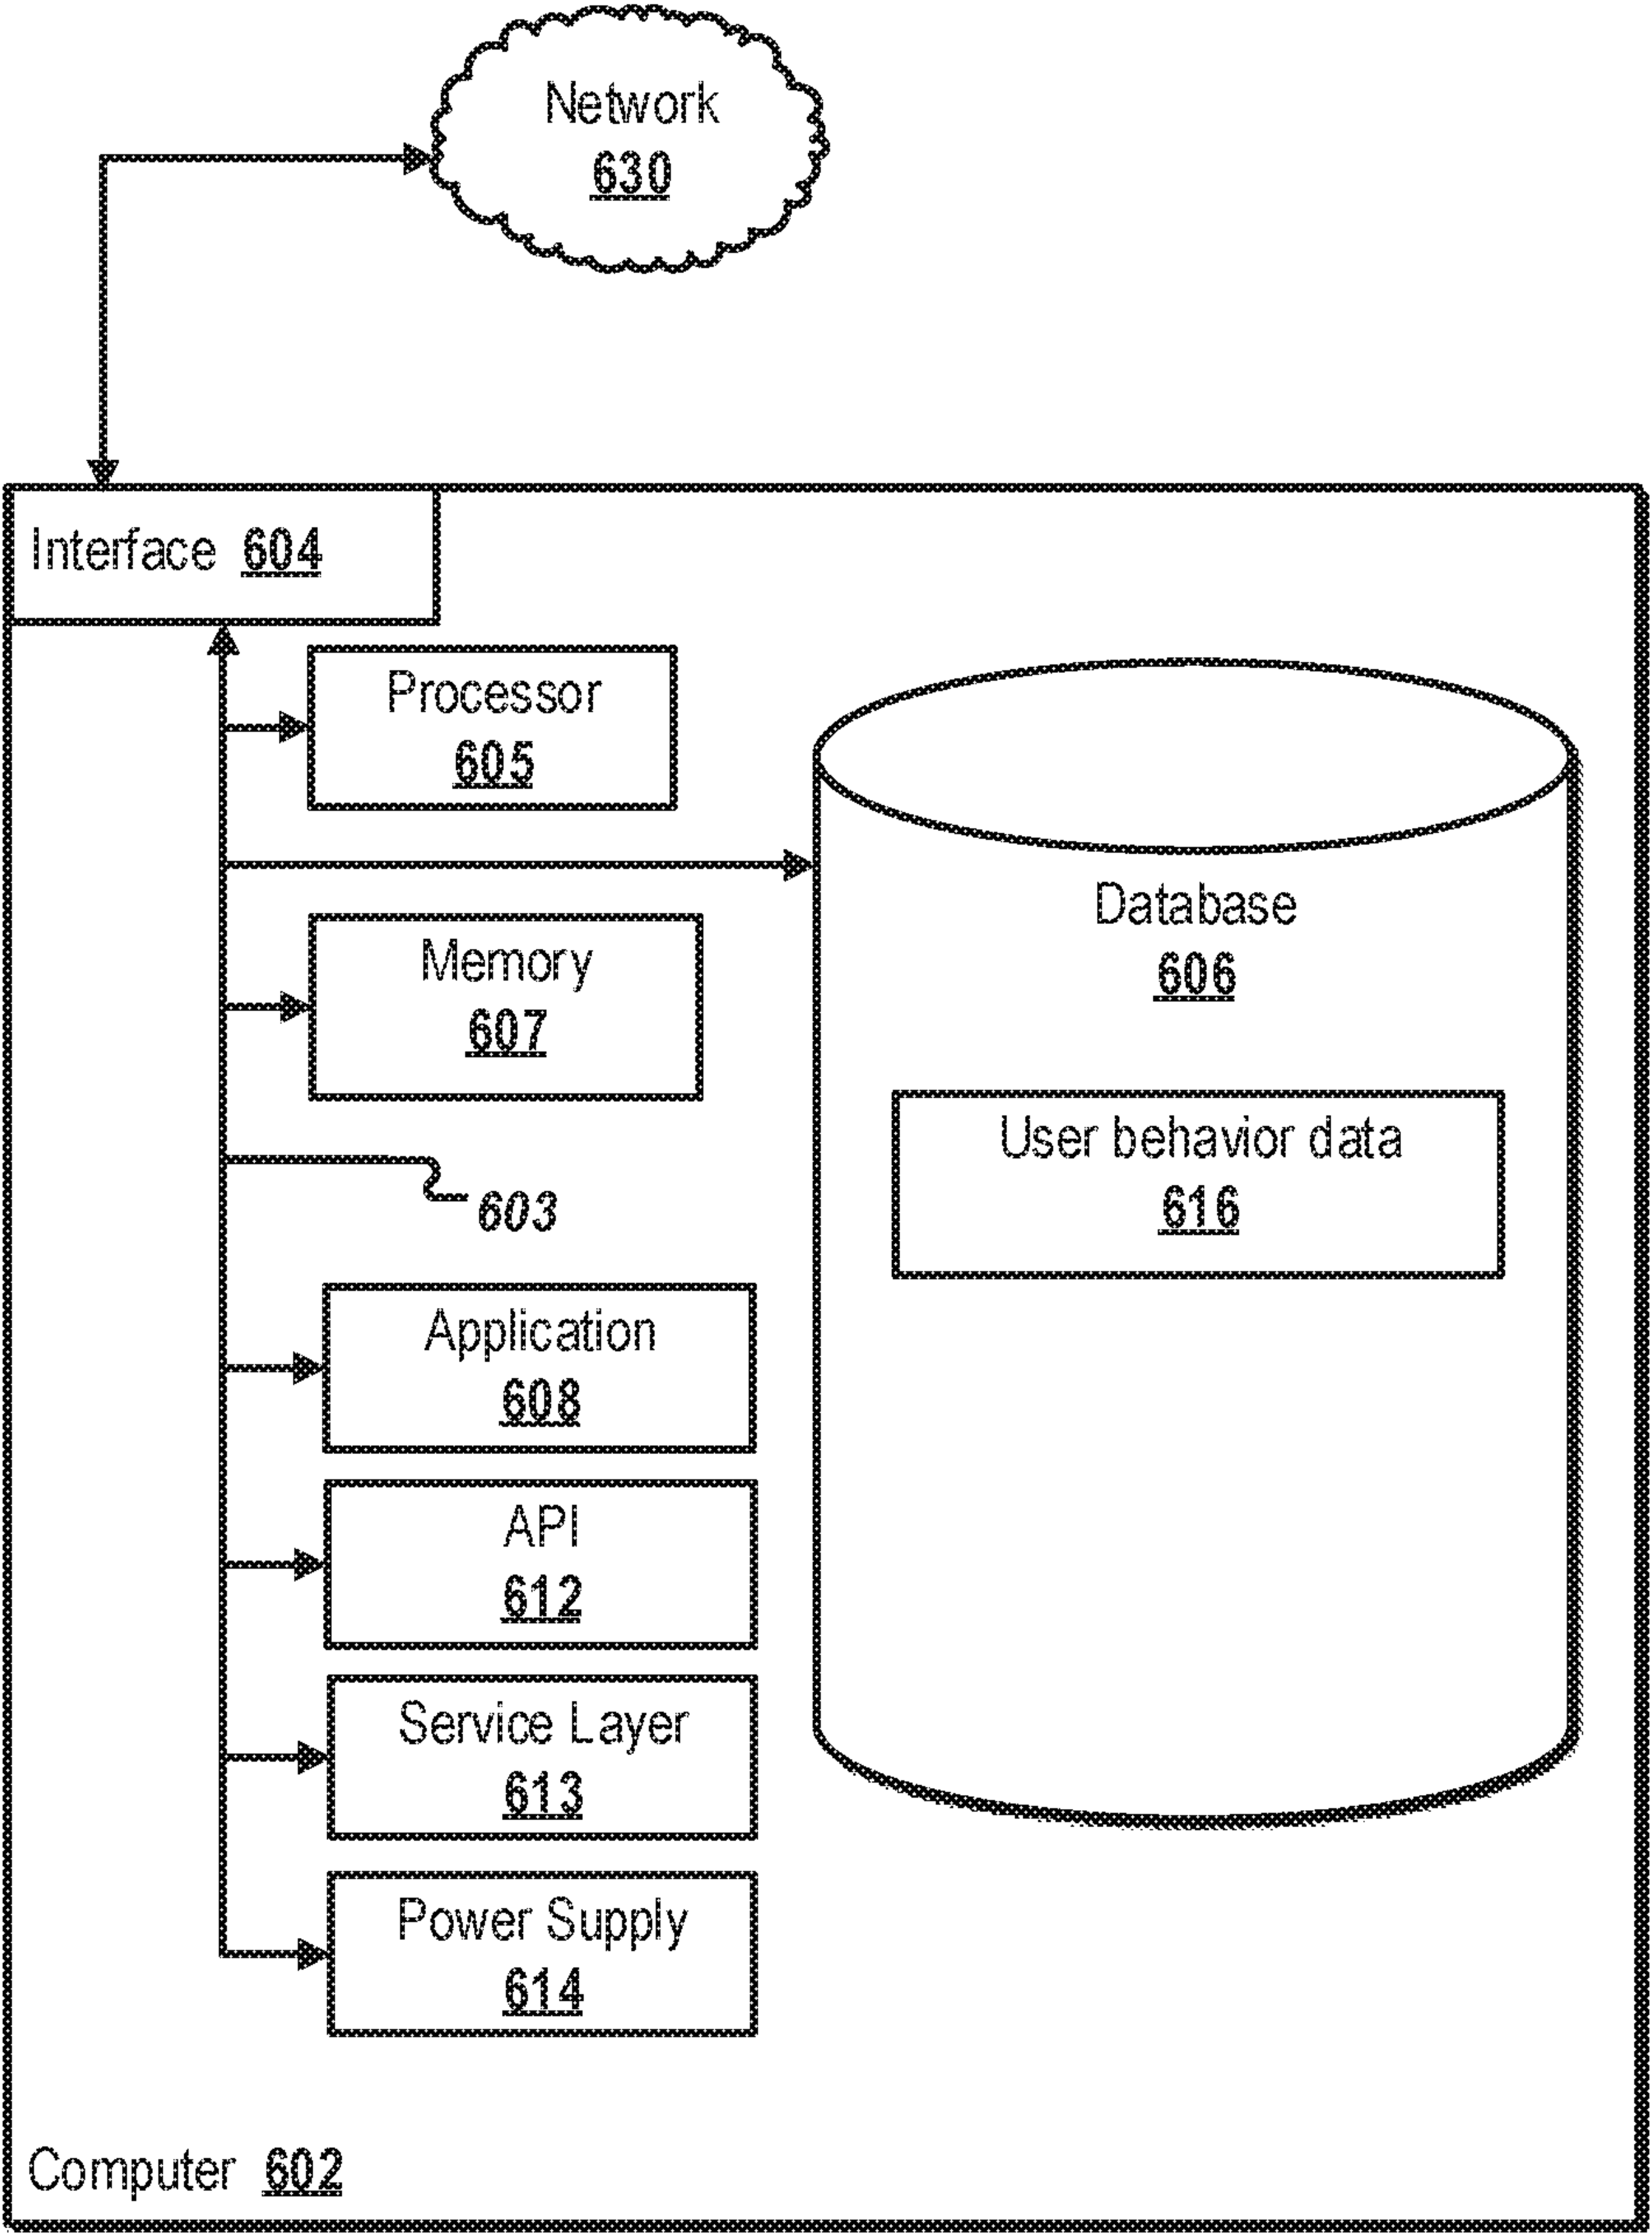 Network
630
Interface 604
Processor
605
Database
606
Memory
607
User behavior data
616
603
Application
608
API
612
Service Layer
613
Power Supply
614
Computer 602